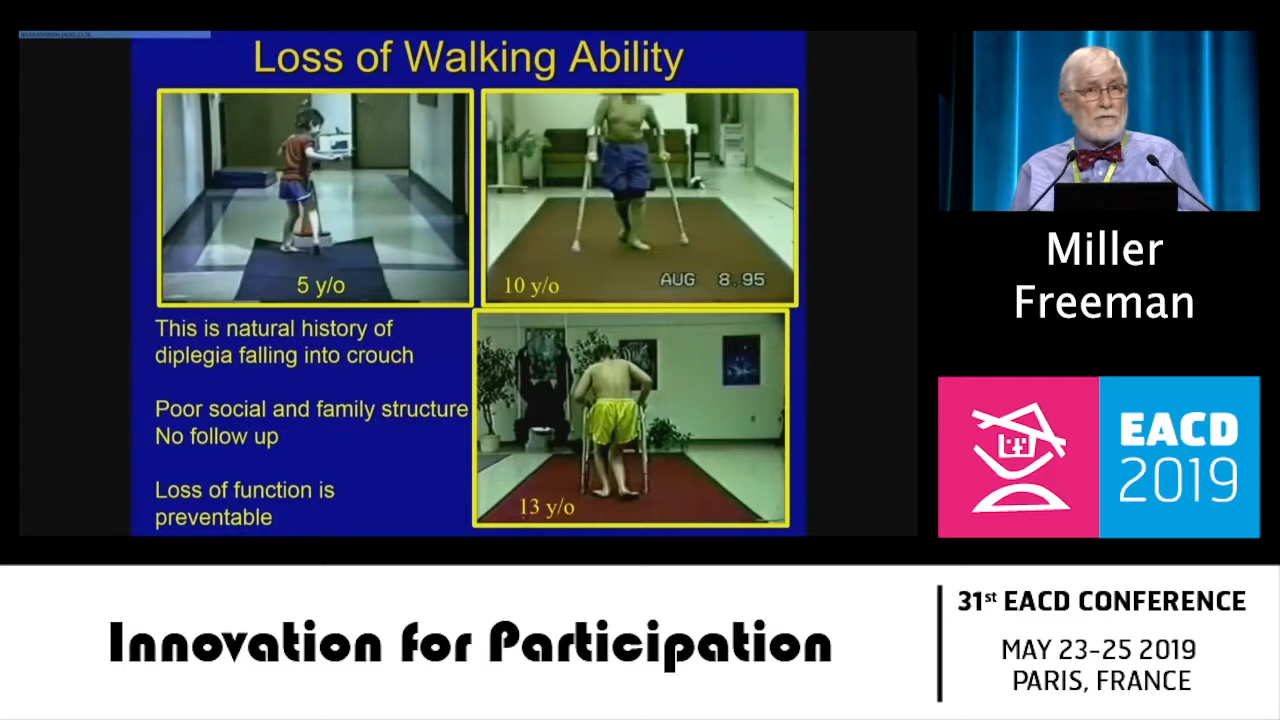 Loss of Walking Ability
5 y/o
10 y/o
AUG 8.95
This is natural history of
diplegia falling into crouch
Poor social and family structure
No follow up
Loss of function is
preventable
13 y/o
Miller
Freeman
EACD
2019
Innovation for Participation
31st EACD CONFERENCE
MAY 23-25 2019
PARIS, FRANCE